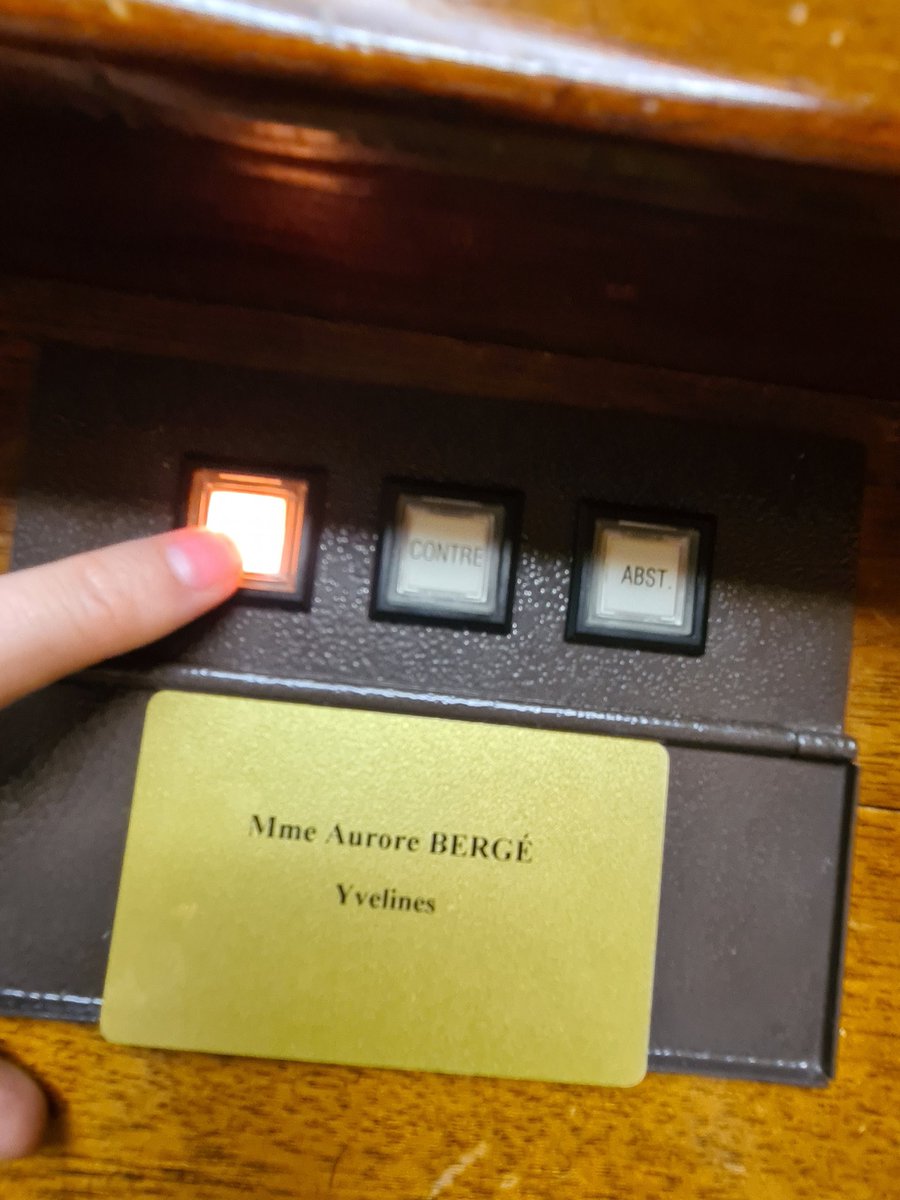 CONTRE
ABST.
Mme Aurore BERGÉ
Yvelines